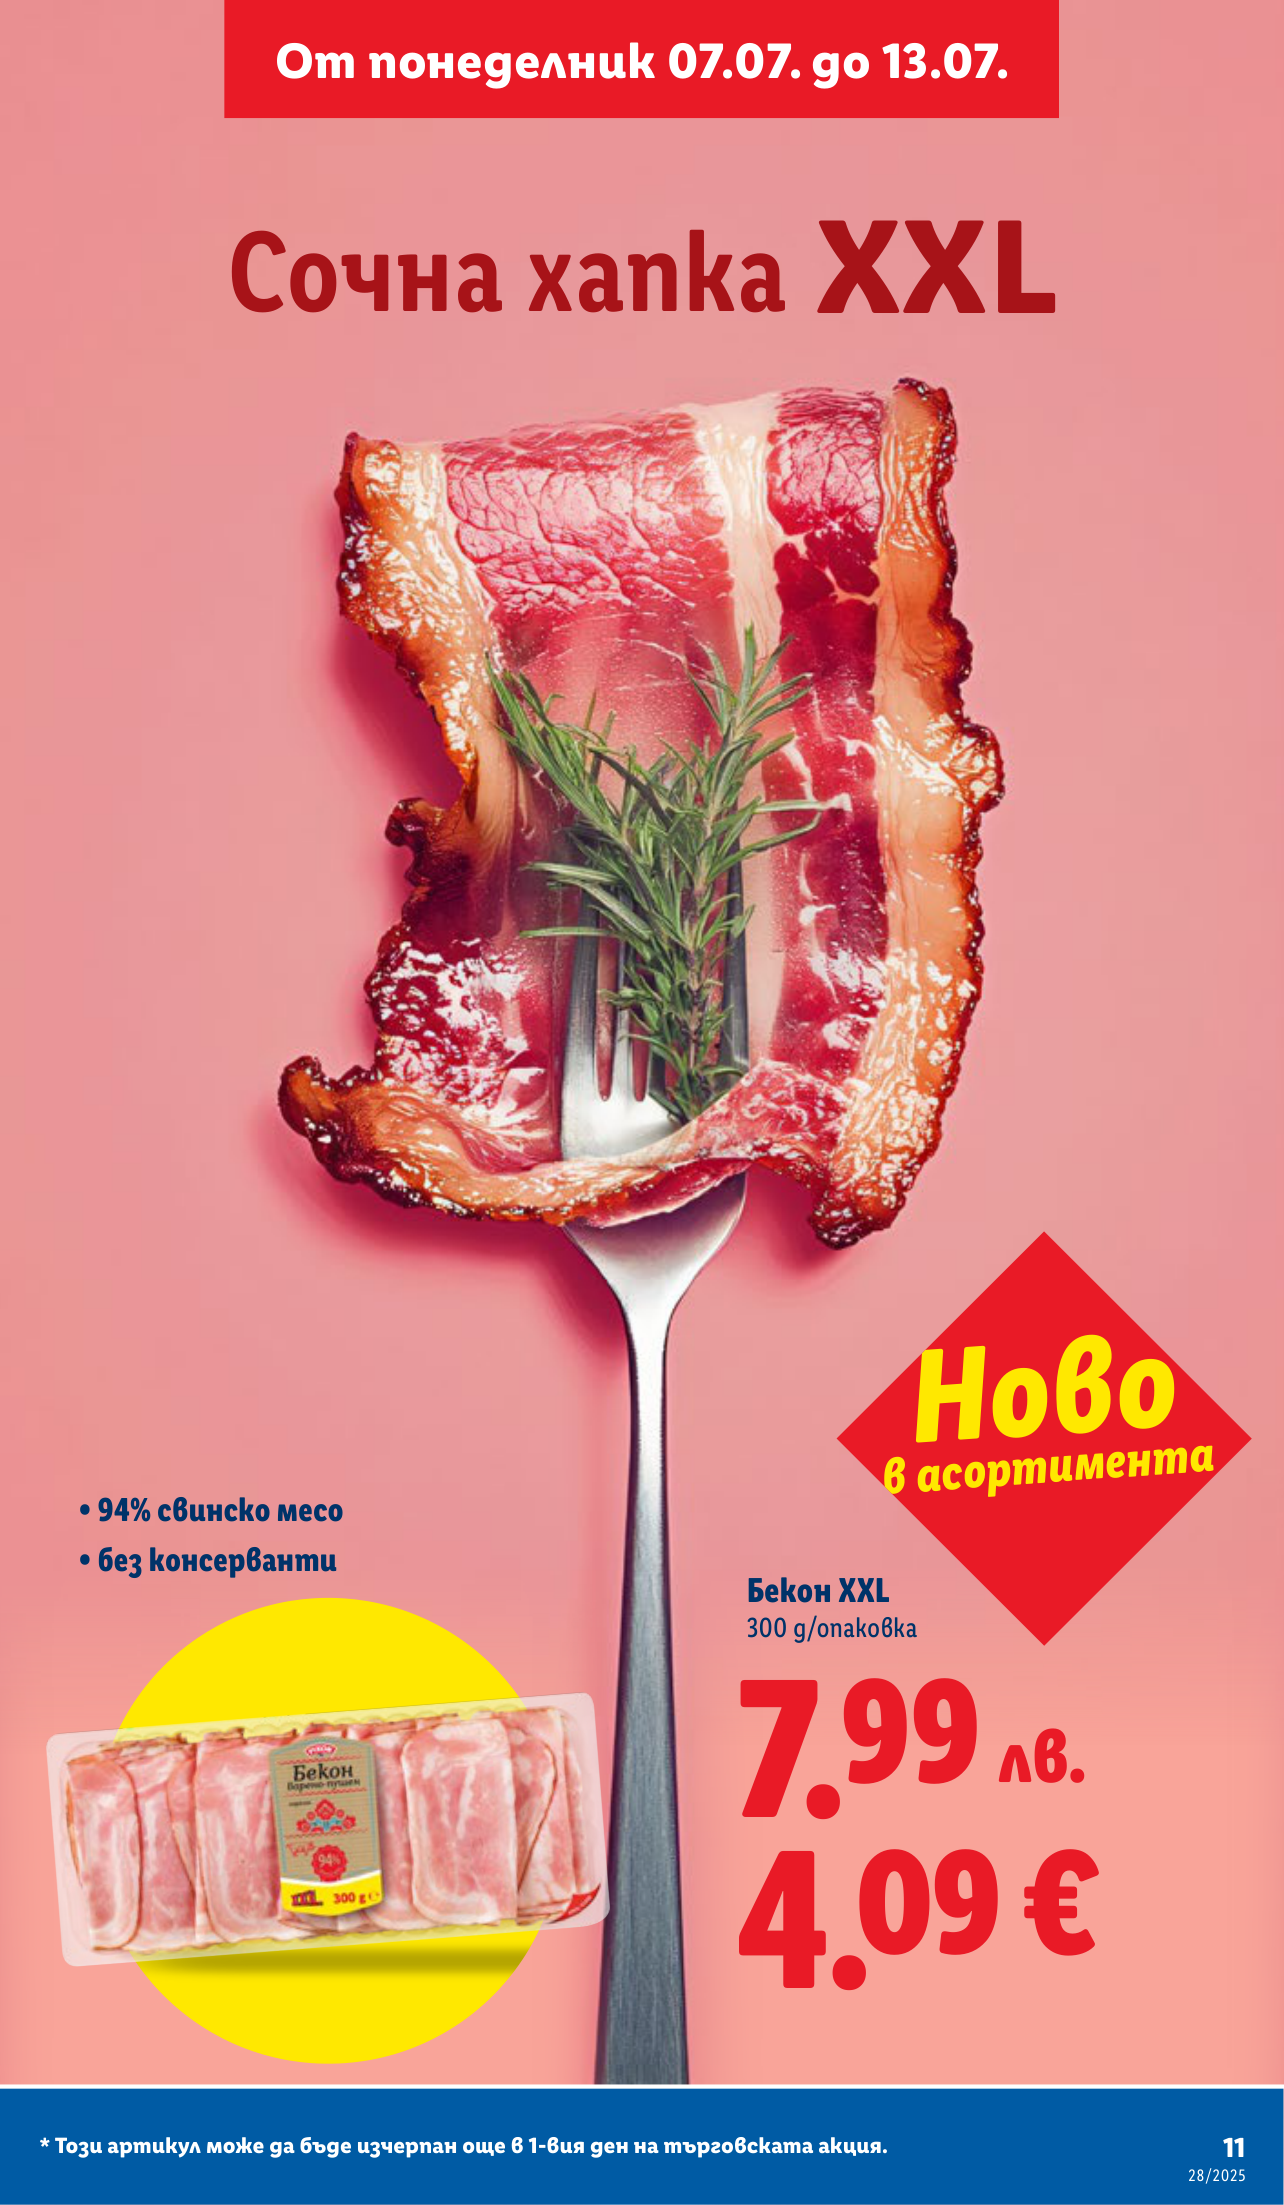 От понеделник 07.07. до 13.07.
Сочна хапка XXL
Ново
в асортимента
• 94% свинско месо
• без консерванти
Бекон XXL
300 g/опаковка
7.99 лв.
4.09 €
Бекон
Варено-пушен
94%
XXL 300 g e
* Този артикул може да бъде изчерпан още в 1-вия ден на търговската акция.
11
28/2025